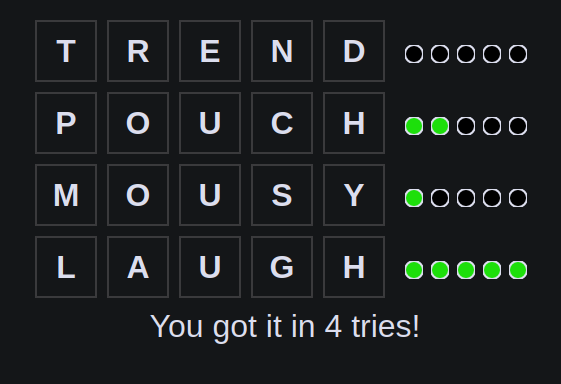 T R E N D
P O U C H
M O U S Y
L A U G H
You got it in 4 tries!